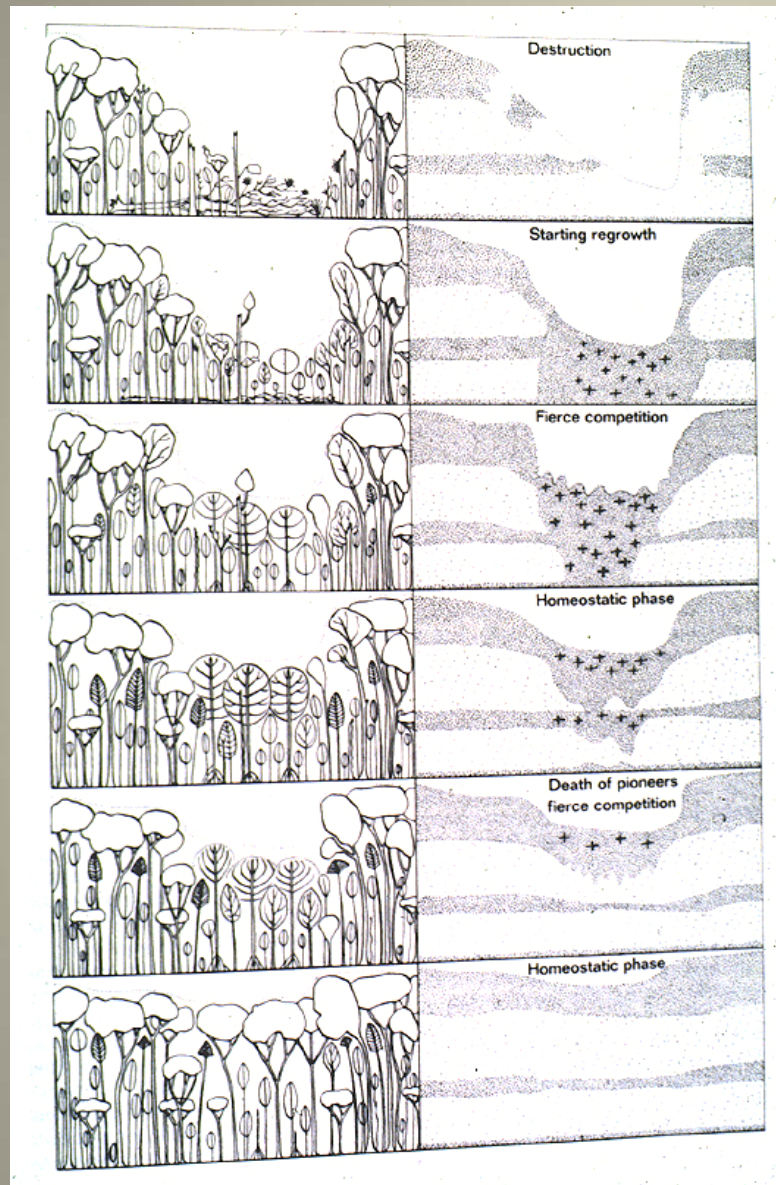 Destruction
Starting regrowth
Fierce competition
Homeostatic phase
Death of pioneers
fierce competition
Homeostatic phase